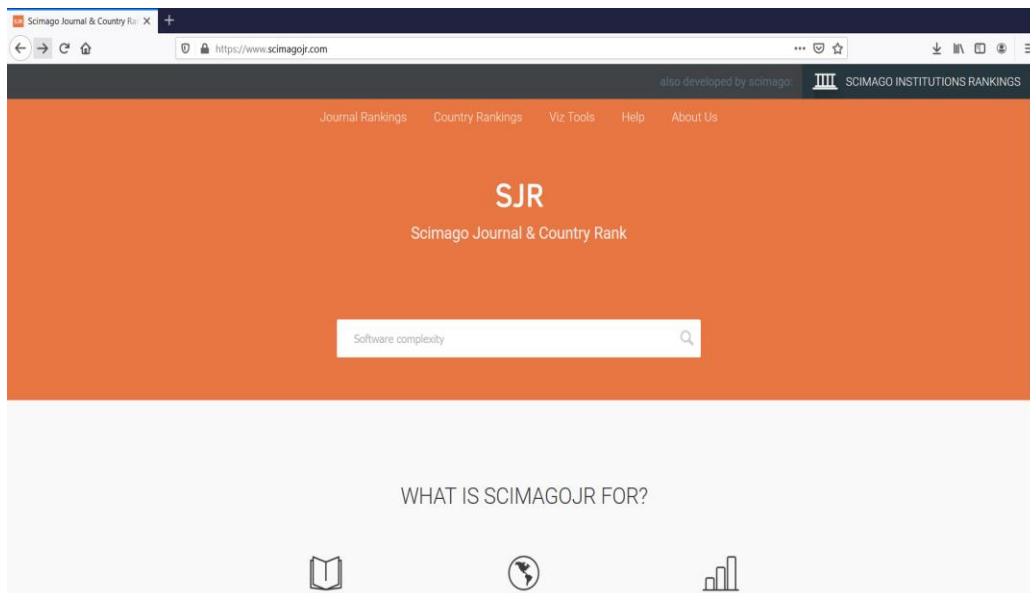 Scimago Journal & Country Ra
https://www.scimagojr.com
also developed by scimago:
SCIMAGO INSTITUTIONS RANKINGS
Journal Rankings Country Rankings Viz Tools Help About Us
SJR
Scimago Journal & Country Rank
Software complexity
WHAT IS SCIMAGOJR FOR?